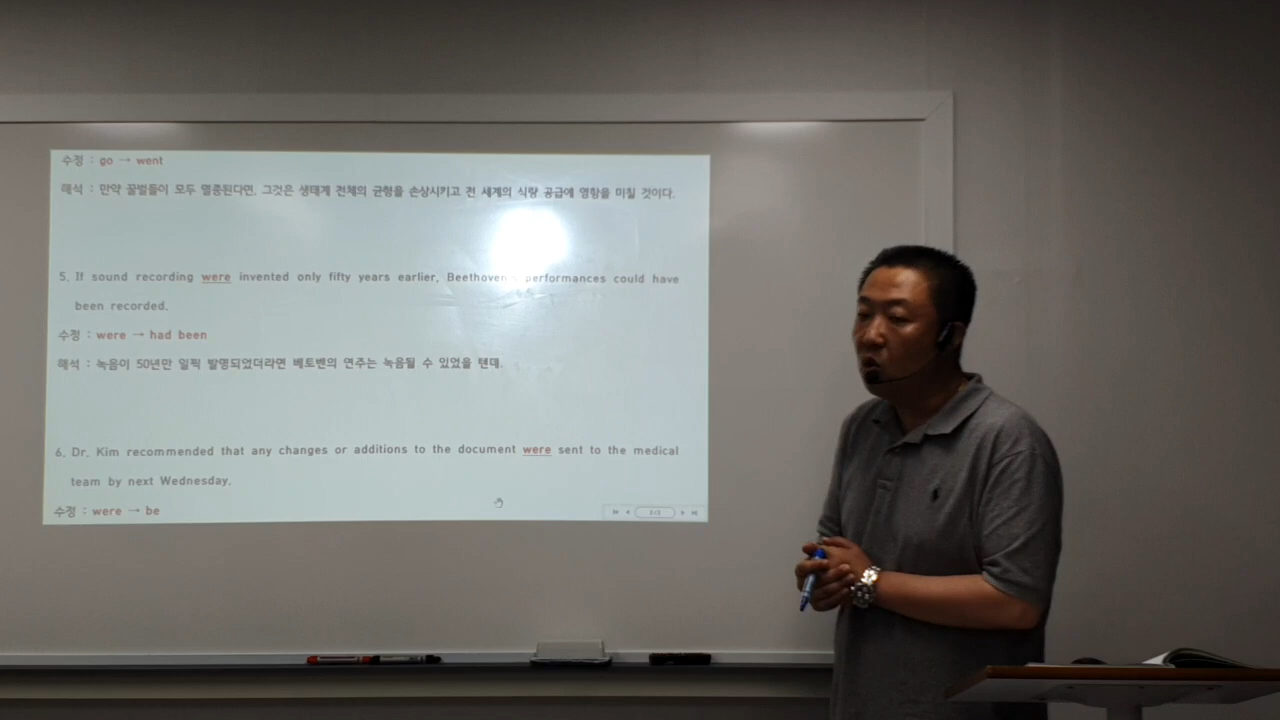 수정 : go → went
해석 : 만약 꿀벌들이 모두 멸종된다면, 그것은 생태계 전체의 균형을 손상시키고 전 세계의 식량 공급에 영향을 미칠 것이다.
5. If sound recording were invented only fifty years earlier, Beethoven performances could have
been recorded.
수정 : were → had been
해석 : 녹음이 50년만 일찍 발명되었더라면 베토벤의 연주는 녹음될 수 있었을 텐데.
6. Dr. Kim recommended that any changes or additions to the document were sent to the medical
team by next Wednesday.
수정 : were → be